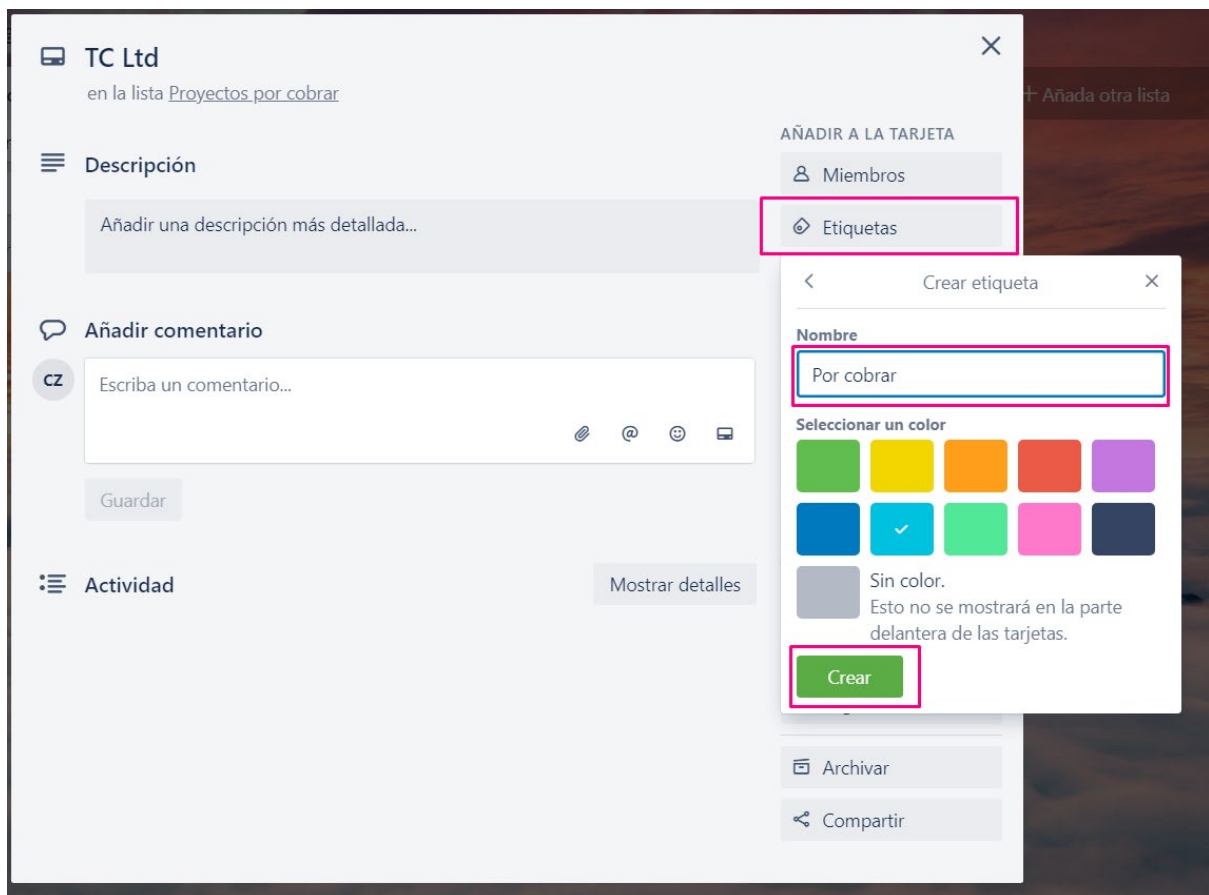 TC Ltd
en la lista Proyectos por cobrar
+ Añada otra lista
AÑADIR A LA TARJETA
Descripción
Miembros
Añadir una descripción más detallada...
Etiquetas
Crear etiqueta
Añadir comentario
Nombre
CZ
Escriba un comentario...
Por cobrar
@
Seleccionar un color
Guardar
Actividad
Mostrar detalles
Sin color.
Esto no se mostrará en la parte
delantera de las tarjetas.
Crear
Archivar
Compartir